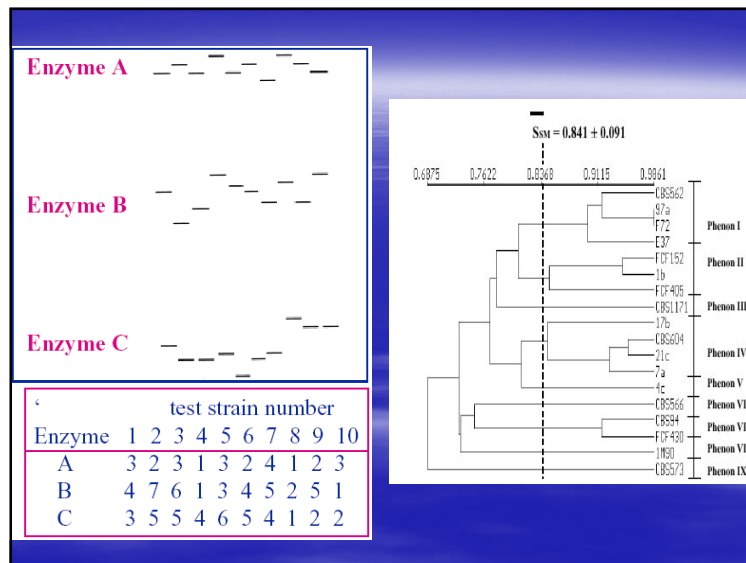 Enzyme A
Enzyme B
Enzyme C
‘ test strain number
Enzyme 1 2 3 4 5 6 7 8 9 10
A 3 2 3 1 3 2 4 1 2 3
B 4 7 6 1 3 4 5 2 5 1
C 3 5 5 4 6 5 4 1 2 2
SSM = 0.841 ± 0.091
0.6875 0.7622 0.8368 0.9115 0.9861
CBS562
97a
F72
E37
Phenon I
FCF152
1b
FCF405
Phenon II
CBS1171
Phenon III
17b
CBS604
21c
7a
Phenon IV
4c
Phenon V
CBS566
Phenon VI
CBS94
FCF430
Phenon VI
1M90
Phenon VI
CBS573
Phenon IX